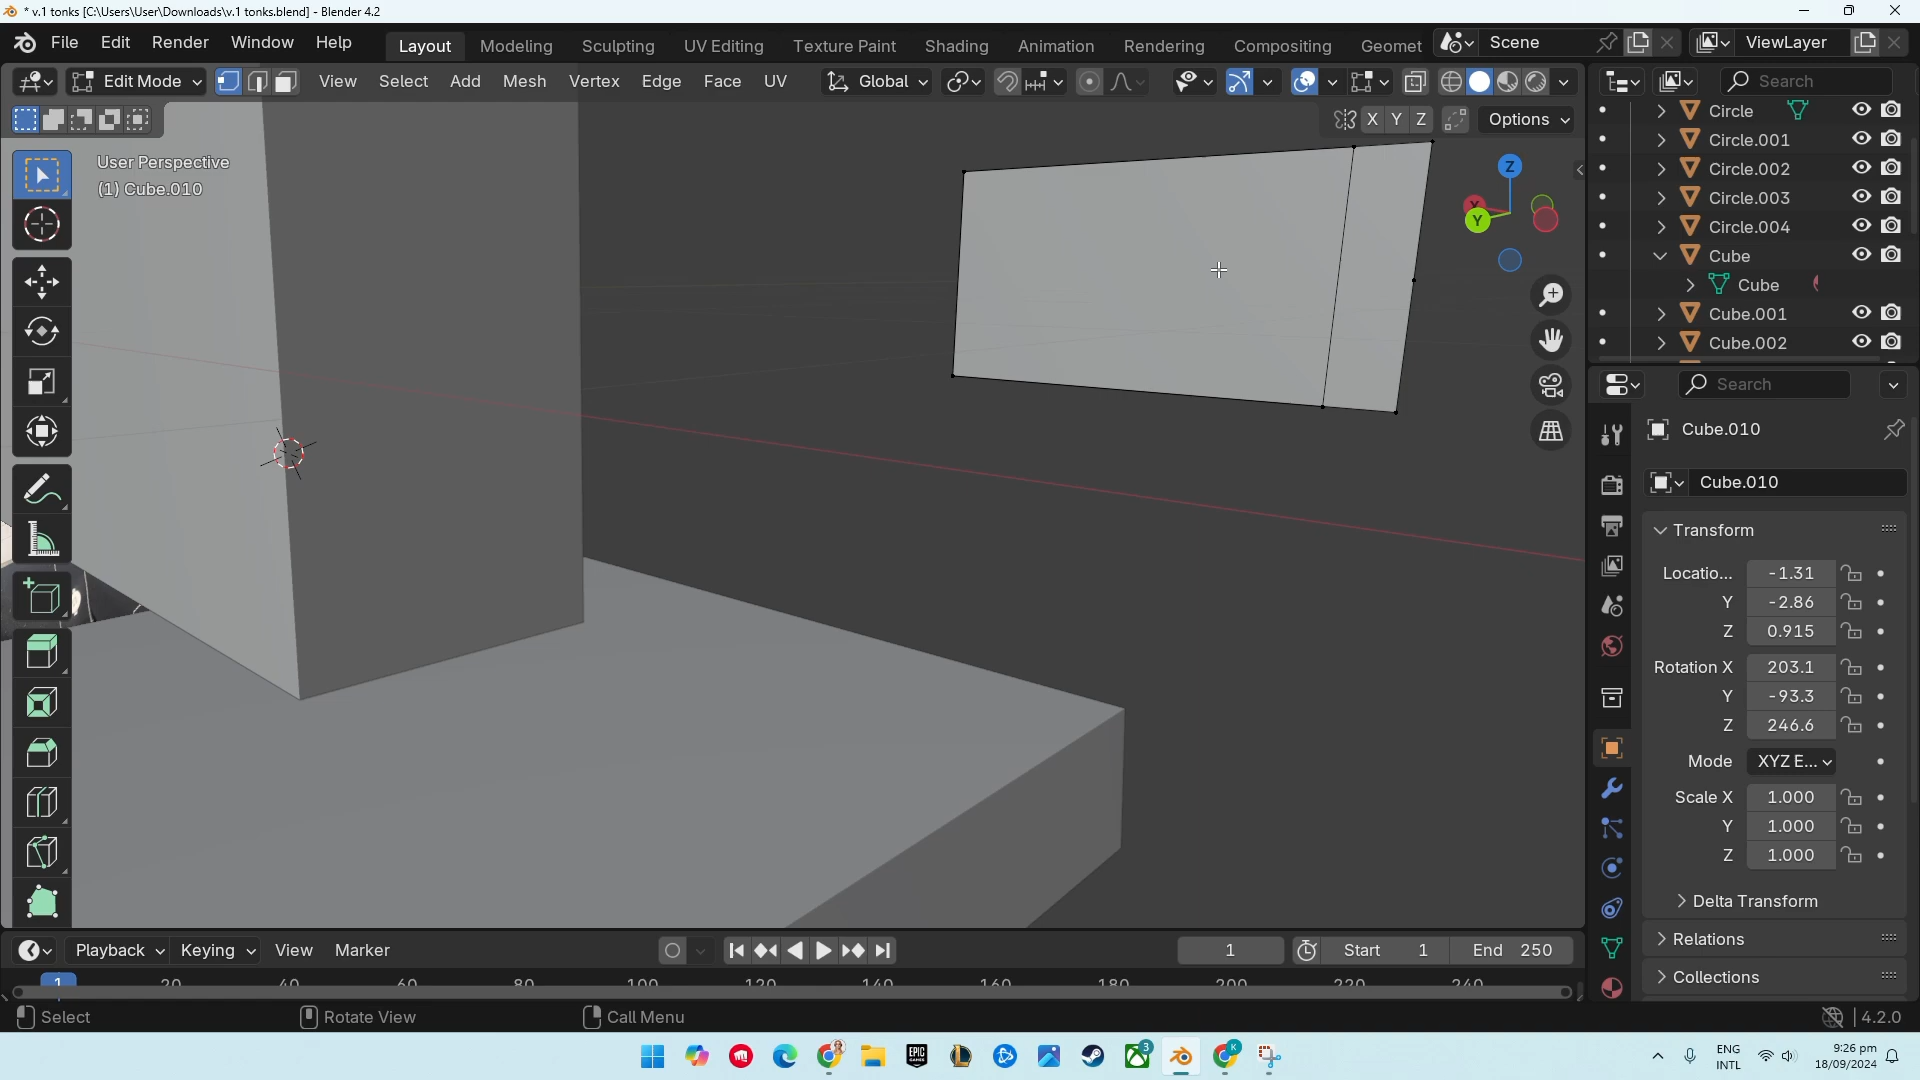 * v.1 tonks [C:\Users\User\Downloads\v.1 tonks.blend] - Blender 4.2
File Edit Render Window Help Layout Modeling Sculpting UV Editing Texture Paint Shading Animation Rendering Compositing Geomet Scene ViewLayer
Edit Mode View Select Add Mesh Vertex Edge Face UV Global Search
X Y Z Options
User Perspective
(1) Cube.010
Z
X
Y
Circle
Circle.001
Circle.002
Circle.003
Circle.004
Cube
Cube
Cube.001
Cube.002
Search
Cube.010
Cube.010
Transform
Locatio... -1.31
Y -2.86
Z 0.915
Rotation X 203.1
Y -93.3
Z 246.6
Mode XYZ E...
Scale X 1.000
Y 1.000
Z 1.000
Delta Transform
Relations
Collections
Playback Keying View Marker 1 Start 1 End 250
1 20 40 60 80 100 120 140 160 180 200 220 240
Select Rotate View Call Menu 4.2.0
3 K ENG
INTL
9:26 pm
18/09/2024